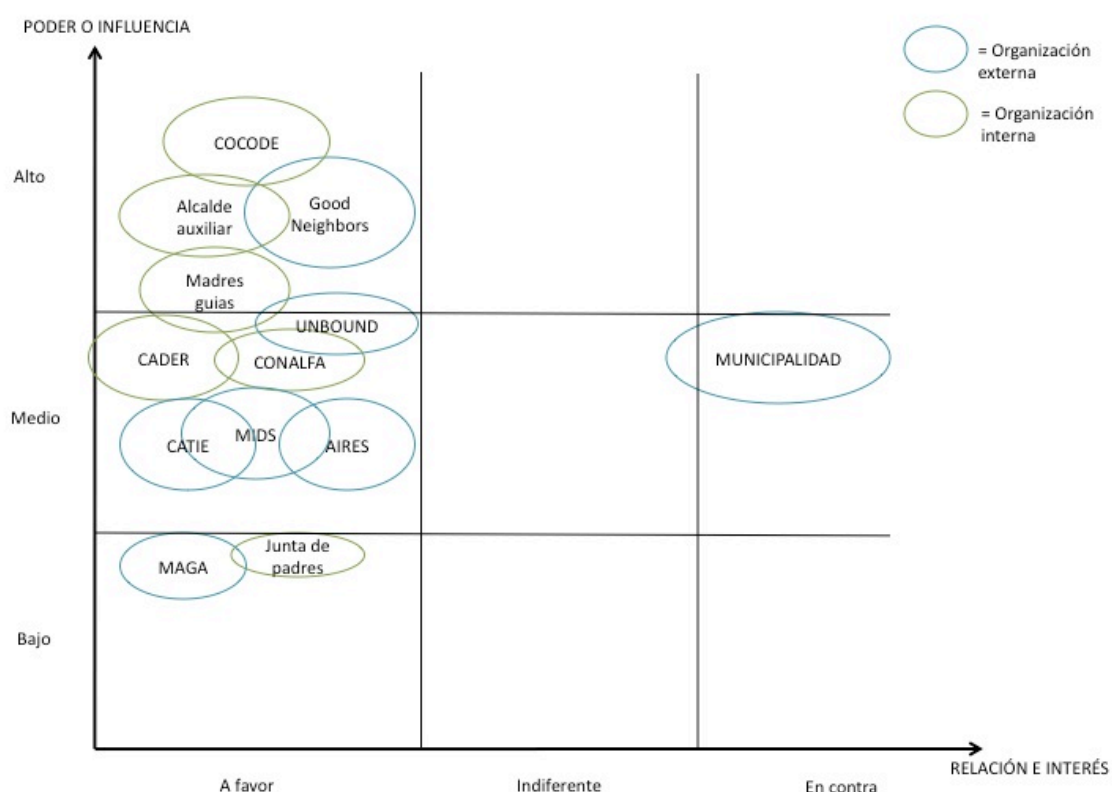 PODER O INFLUENCIA
= Organización
externa
= Organización
interna
Alto
COCODE
Alcalde
auxiliar
Good
Neighbors
Madres
guias
UNBOUND
CADER
CONALFA
MUNICIPALIDAD
Medio
CATIE
MIDS
AIRES
MAGA
Junta de
padres
Bajo
RELACIÓN E INTERÉS
A favor
Indiferente
En contra